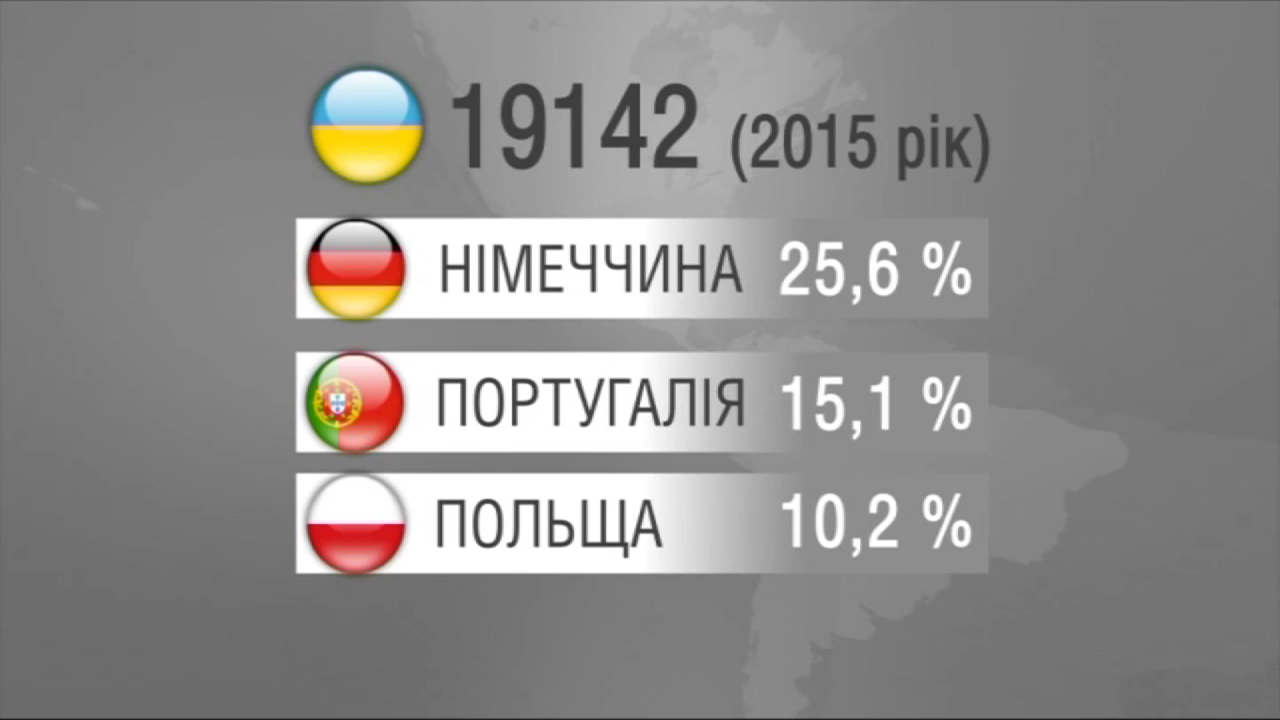 19142 (2015 рік)
НІМЕЧЧИНА 25,6 %
ПОРТУГАЛІЯ 15,1 %
ПОЛЬЩА 10,2 %